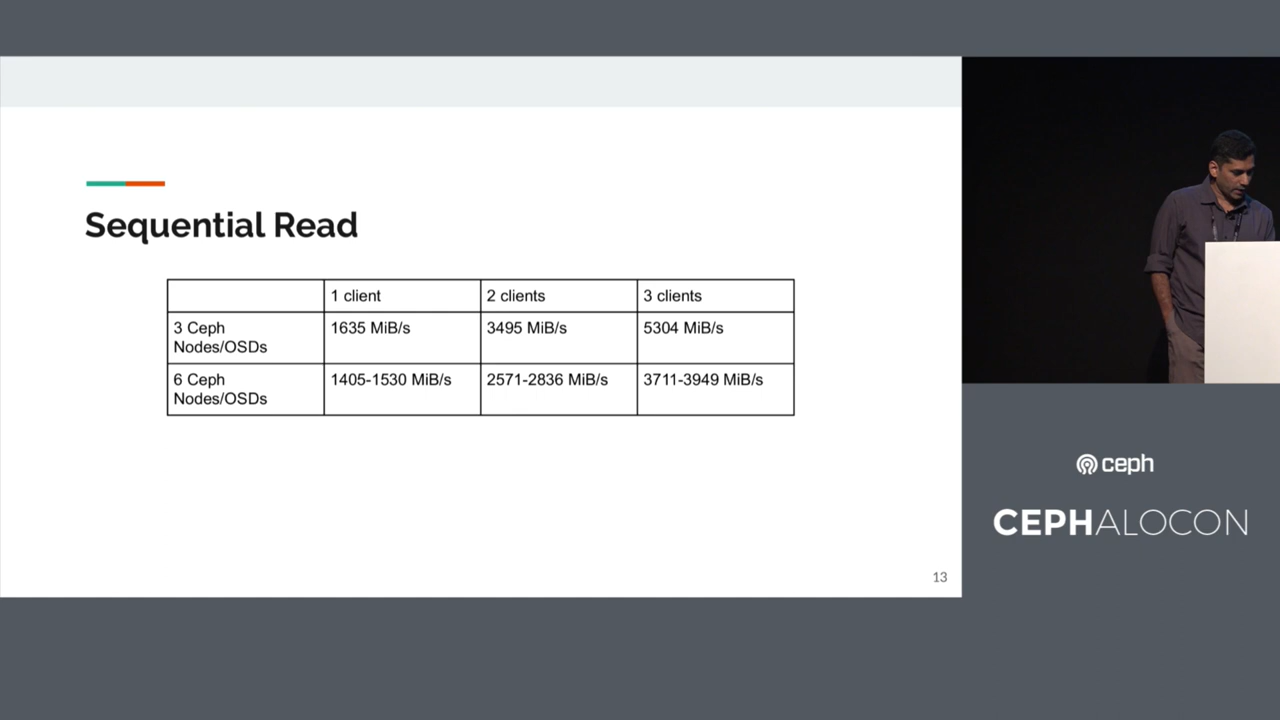 Sequential Read
1 client
2 clients
3 clients
3 Ceph
Nodes/OSDs
1635 MiB/s
3495 MiB/s
5304 MiB/s
6 Ceph
Nodes/OSDs
1405-1530 MiB/s
2571-2836 MiB/s
3711-3949 MiB/s
13
ceph
CEPHALOCON